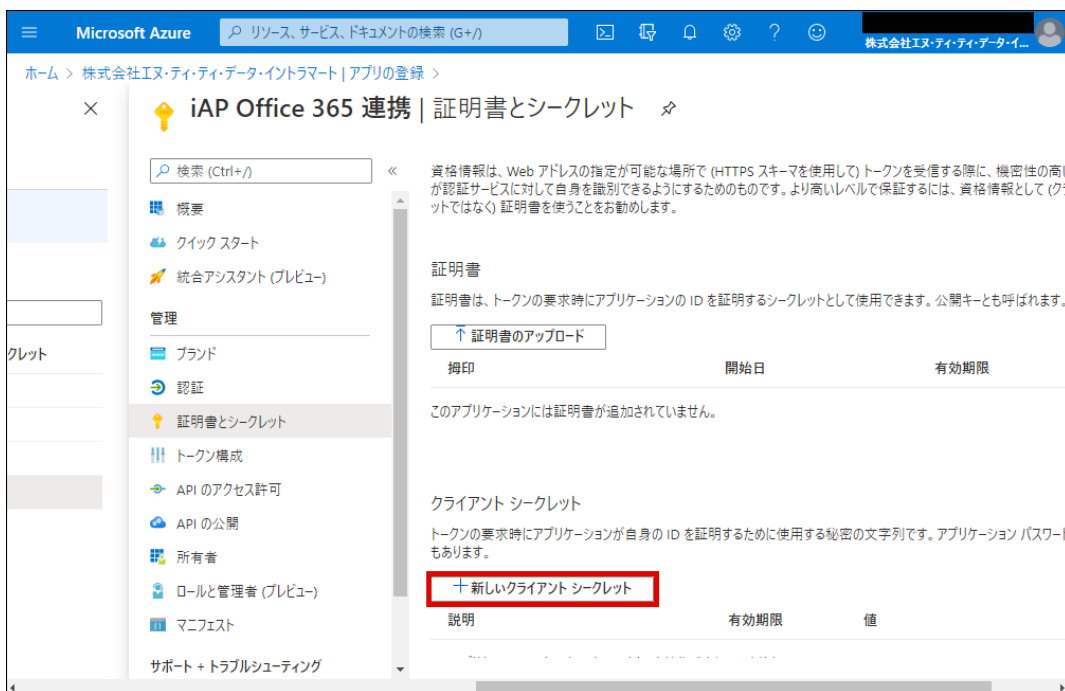 Microsoft Azure
リソース、サービス、ドキュメントの検索 (G+/)
株式会社エヌ・ティ・ティ・データ・イ...
ホーム > 株式会社エヌ・ティ・ティ・データ・イントラマート | アプリの登録 >
iAP Office 365 連携 | 証明書とシークレット
検索 (Ctrl+/)
概要
クイック スタート
統合アシスタント (プレビュー)
管理
ブランド
認証
証明書とシークレット
トークン構成
API のアクセス許可
API の公開
所有者
ロールと管理者 (プレビュー)
マニフェスト
サポート + トラブルシューティング
クレット
資格情報は、Web アドレスの指定が可能な場所で (HTTPS スキーマを使用して) トークンを受信する際に、機密性の高い
が認証サービスに対して自身を識別できるようにするためのものです。より高いレベルで保証するには、資格情報として (クラ
ットではなく) 証明書を使うことをお勧めします。
証明書
証明書は、トークンの要求時にアプリケーションの ID を証明するシークレットとして使用できます。公開キーとも呼ばれます。
証明書のアップロード
拇印 開始日 有効期限
このアプリケーションには証明書が追加されていません。
クライアント シークレット
トークンの要求時にアプリケーションが自身の ID を証明するために使用する秘密の文字列です。アプリケーション パスワード
もあります。
新しいクライアント シークレット
説明 有効期限 値